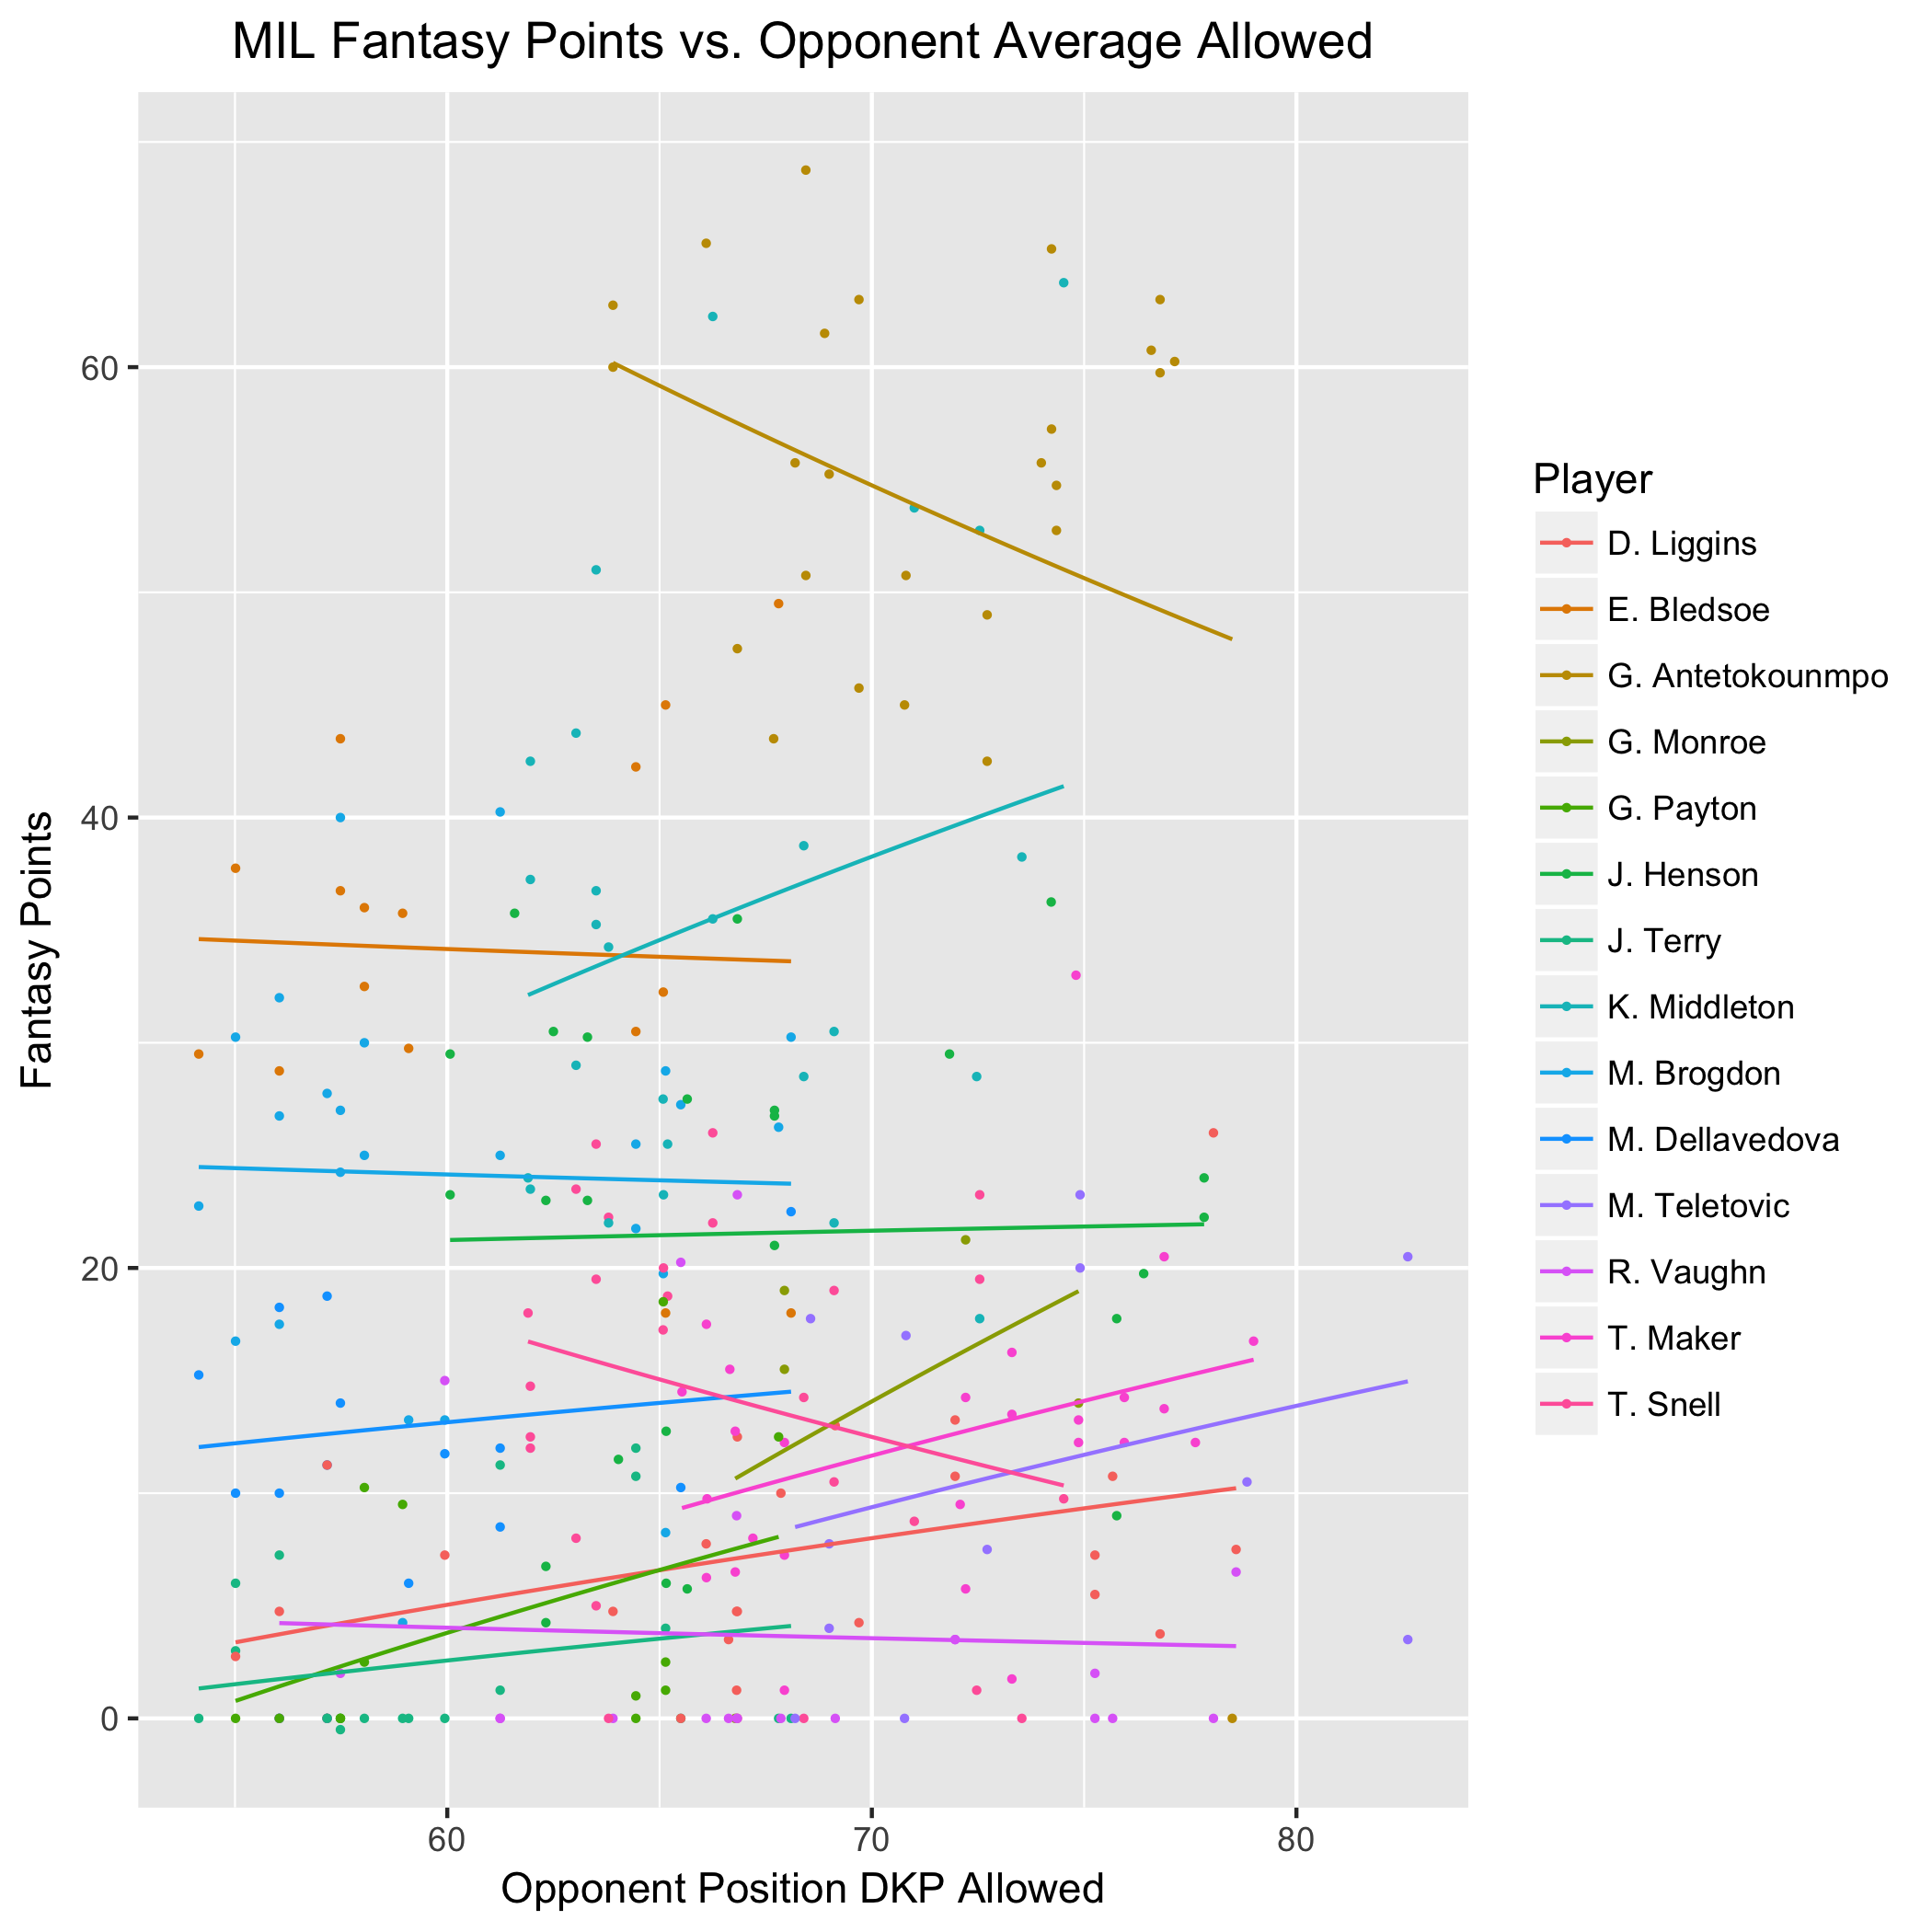 MIL Fantasy Points vs. Opponent Average Allowed
Fantasy Points
60
40
20
0
60
70
80
Opponent Position DKP Allowed
Player
D. Liggins
E. Bledsoe
G. Antetokounmpo
G. Monroe
G. Payton
J. Henson
J. Terry
K. Middleton
M. Brogdon
M. Dellavedova
M. Teletovic
R. Vaughn
T. Maker
T. Snell